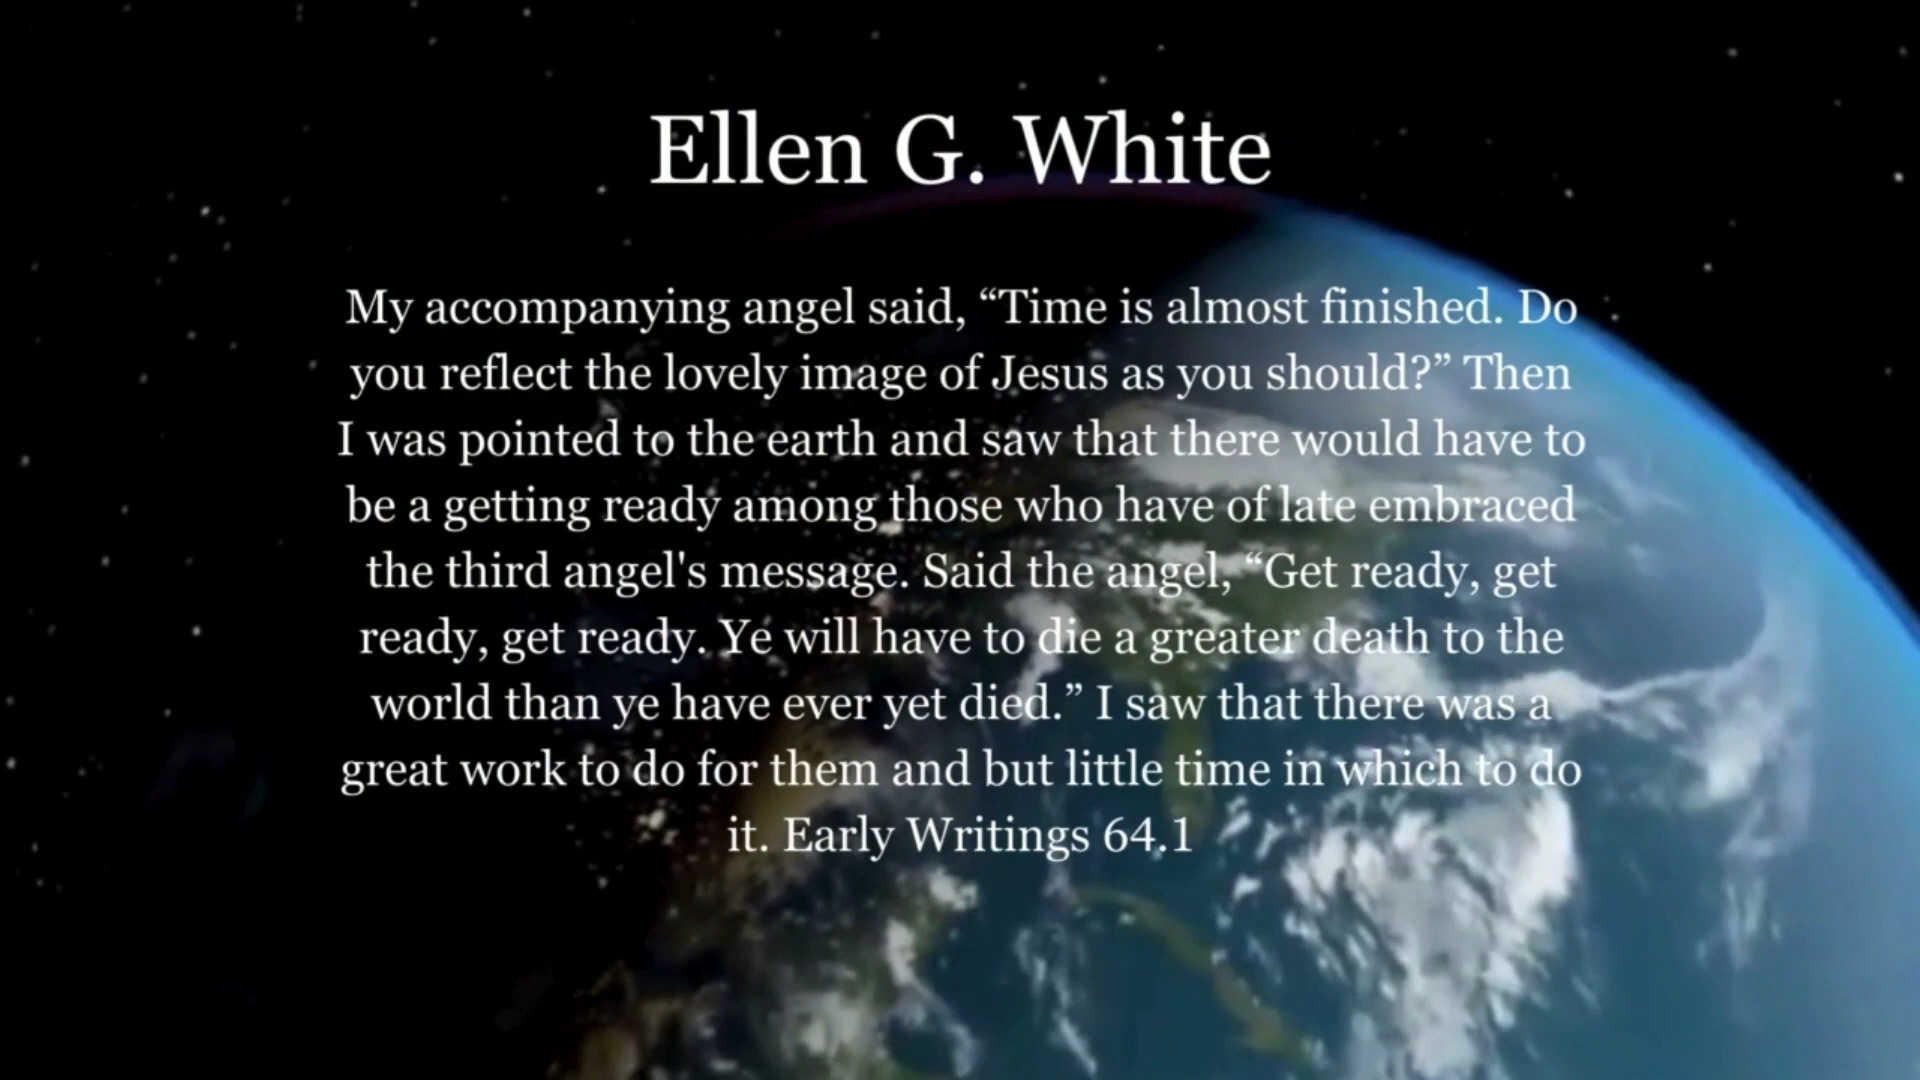 Ellen G. White
My accompanying angel said, “Time is almost finished. Do
you reflect the lovely image of Jesus as you should?” Then
I was pointed to the earth and saw that there would have to
be a getting ready among those who have of late embraced
the third angel's message. Said the angel, “Get ready, get
ready, get ready. Ye will have to die a greater death to the
world than ye have ever yet died.” I saw that there was a
great work to do for them and but little time in which to do
it. Early Writings 64.1